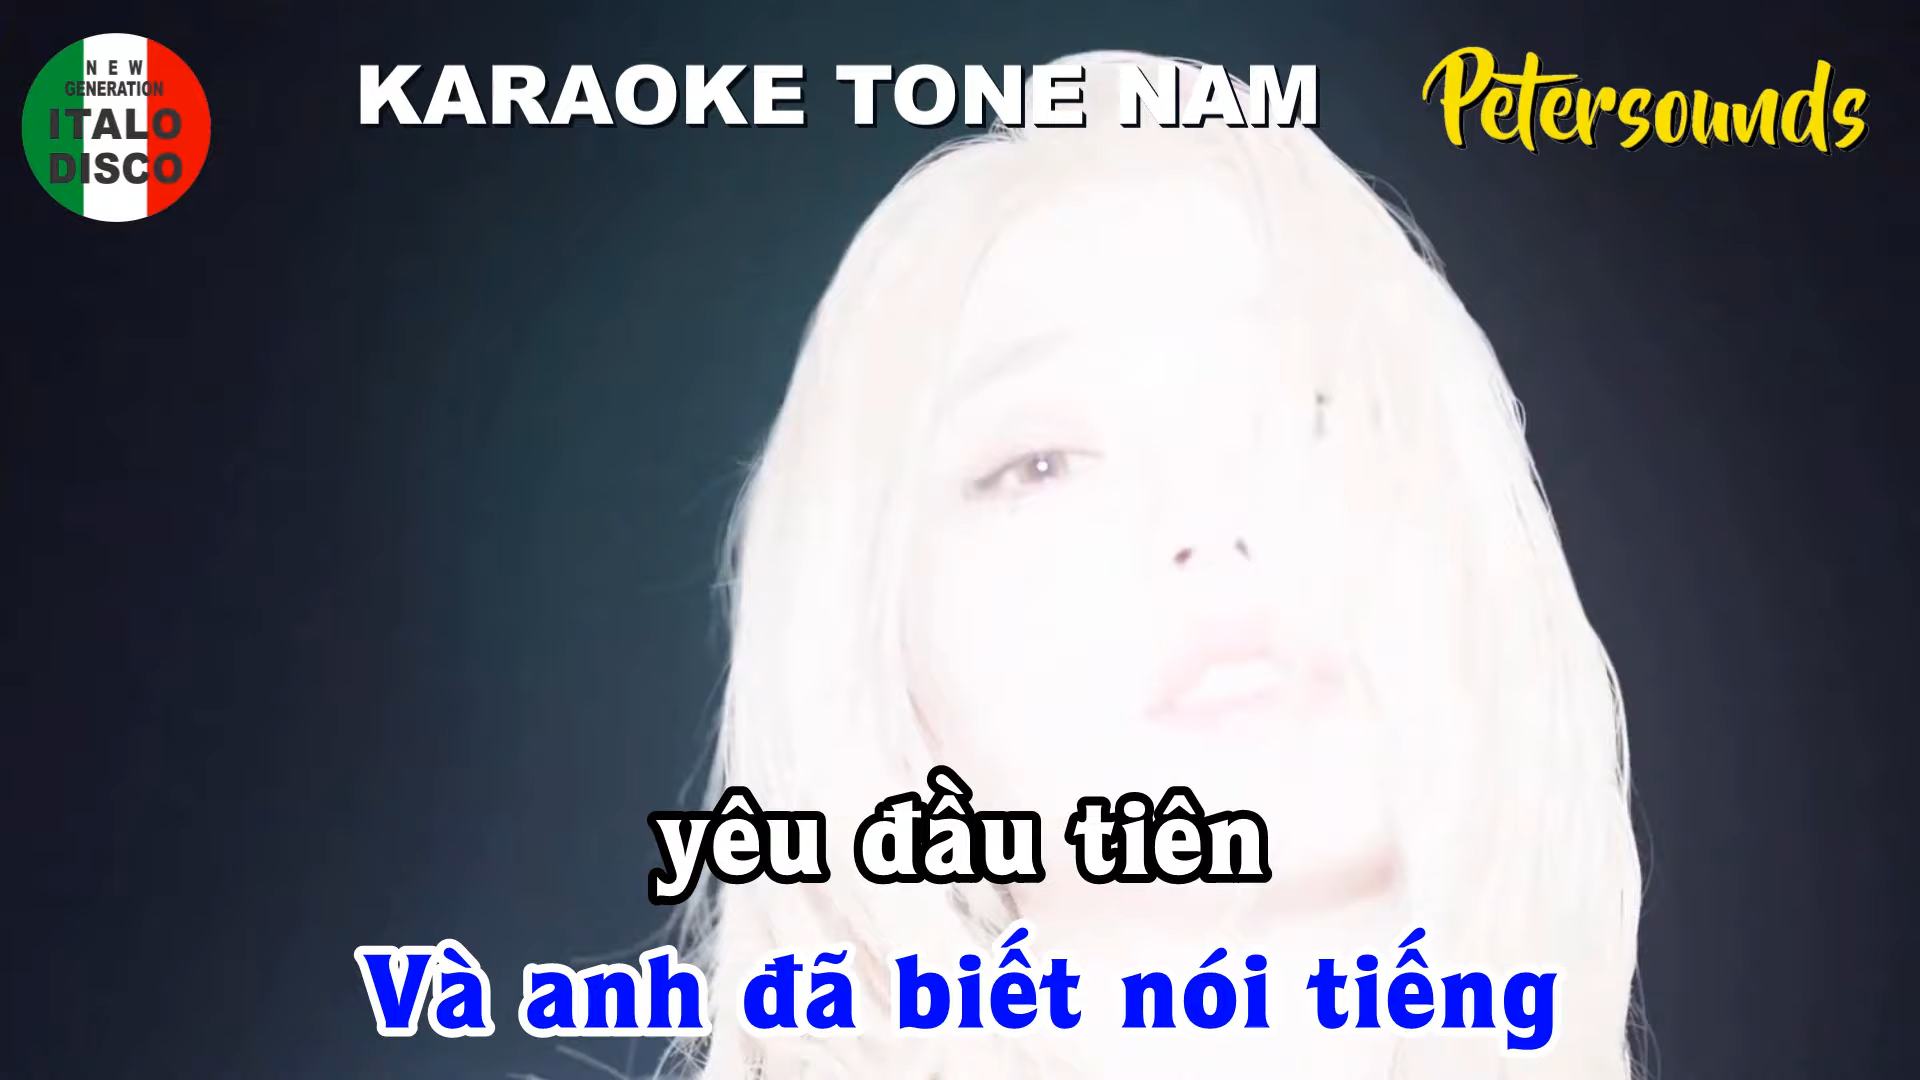 NEW
GENERATION
ITALO
DISCO
KARAOKE TONE NAM
Petersounds
yêu đầu tiên
Và anh đã biết nói tiếng